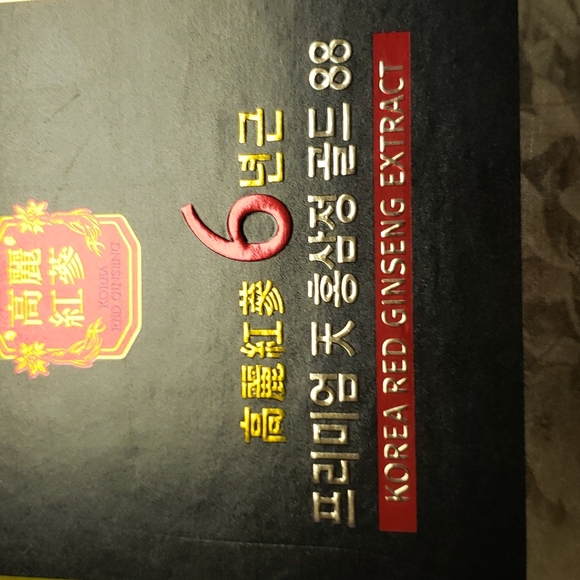 高麗
紅蔘
KOREA
RED GINSENG
高麗紅蔘 6년근
프리미엄 天 홍삼정 골드 88
KOREA RED GINSENG EXTRACT